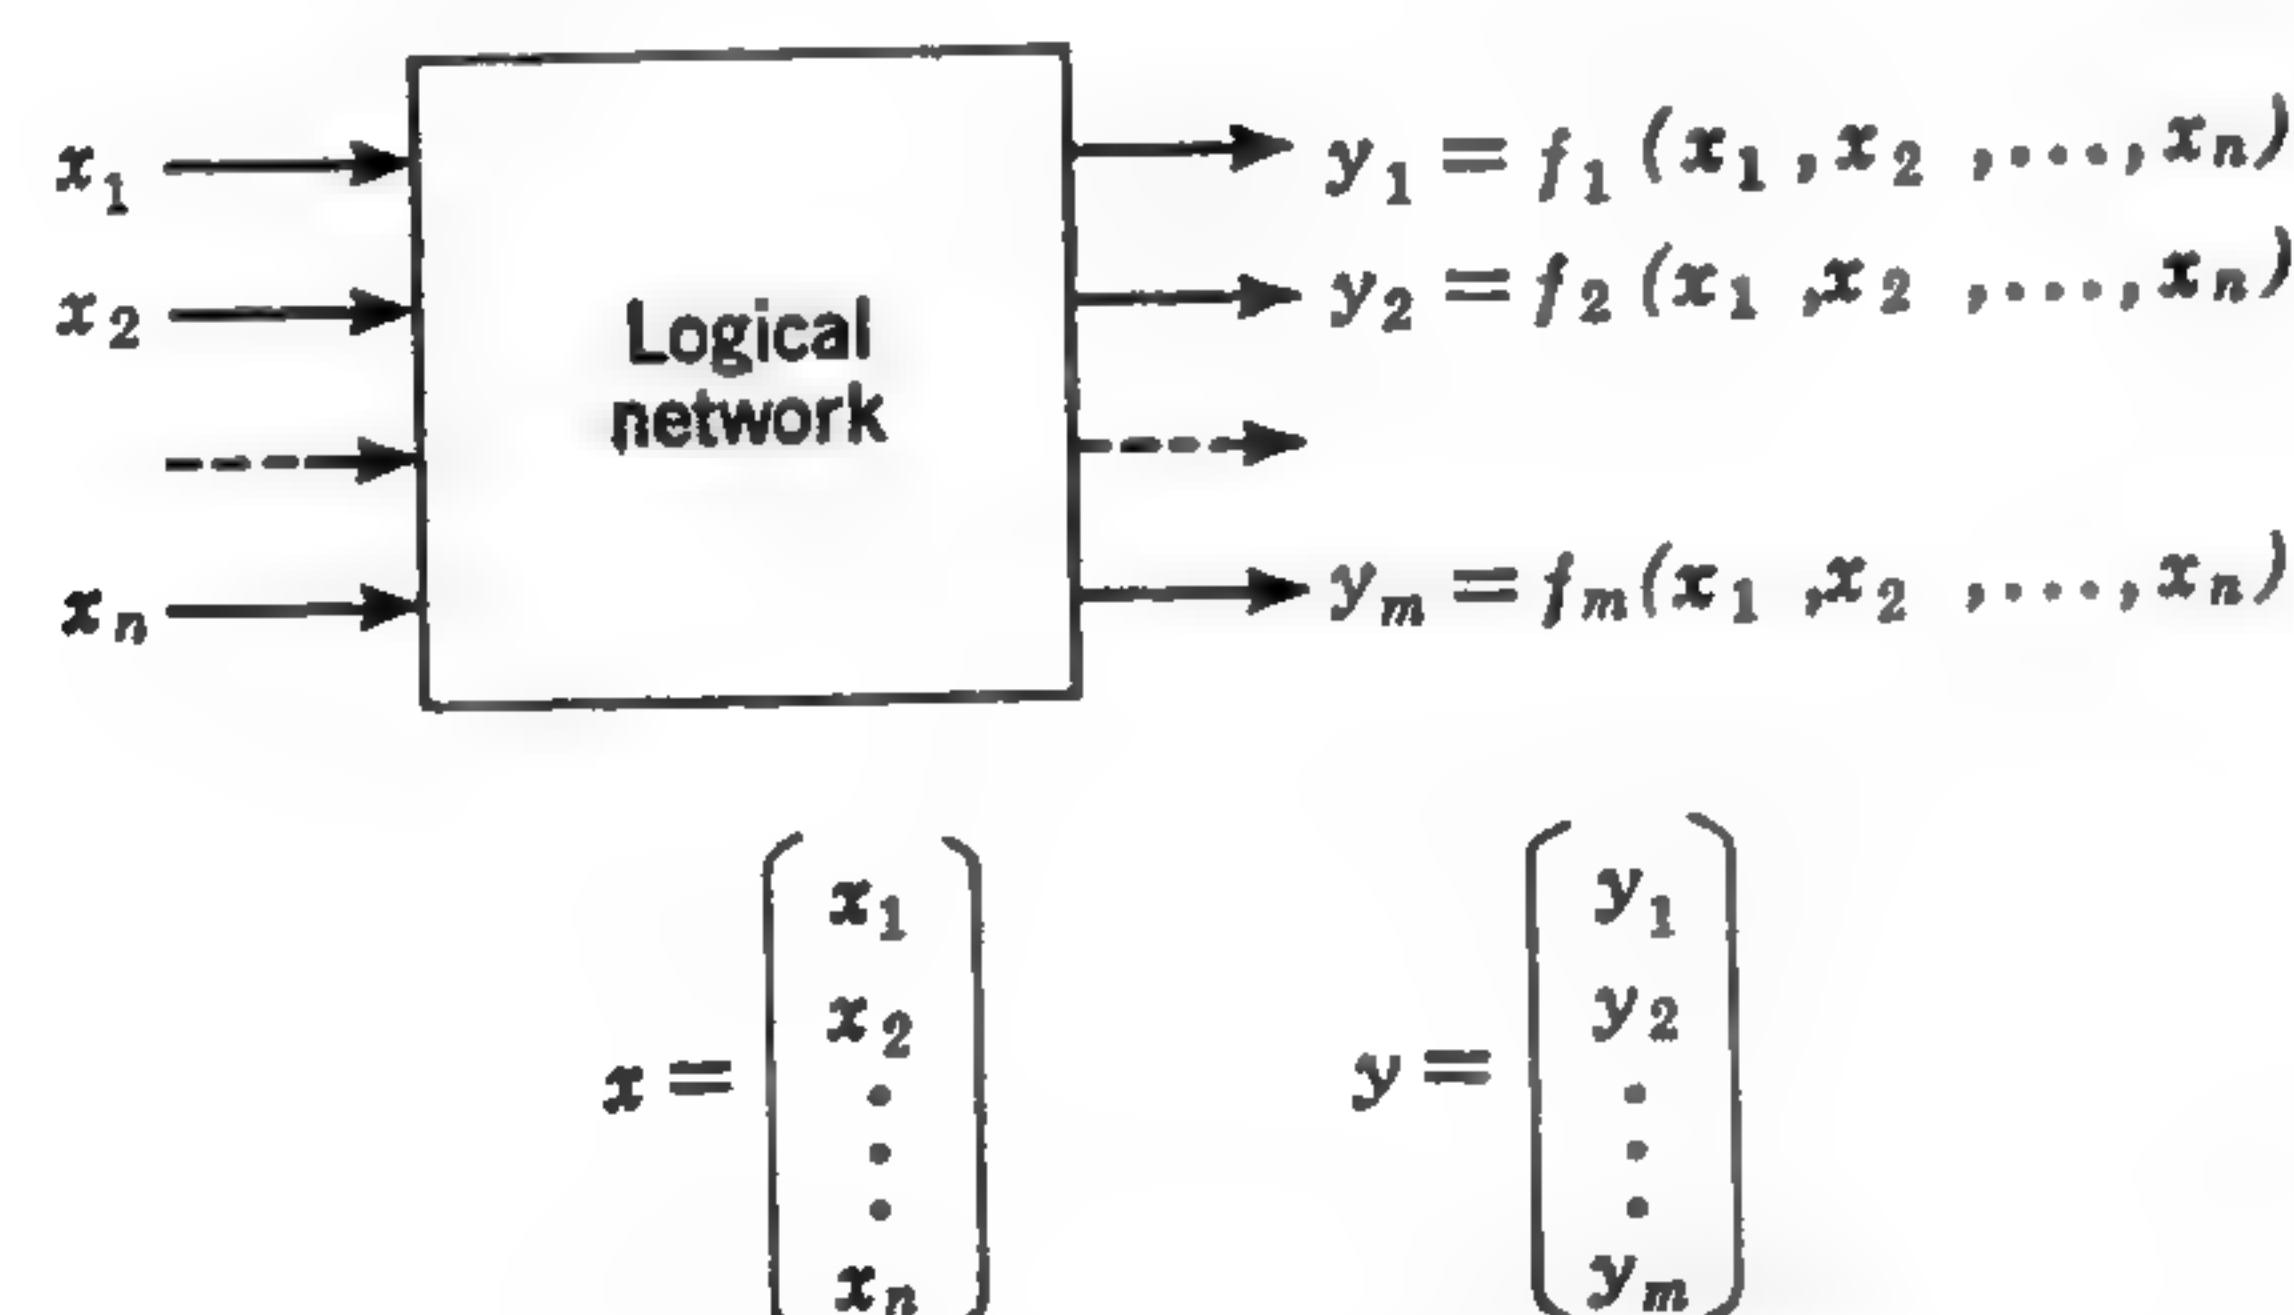 x₁ y₁ = f₁ (x₁ , x₂ , ..., xₙ)
x₂ y₂ = f₂ (x₁ ,x₂ , ..., xₙ)
Logical
network
xₙ yₘ = fₘ(x₁ ,x₂ , ..., xₙ)
x₁ y₁
x₂ y₂
x = y =
.
.
.
xₙ yₘ